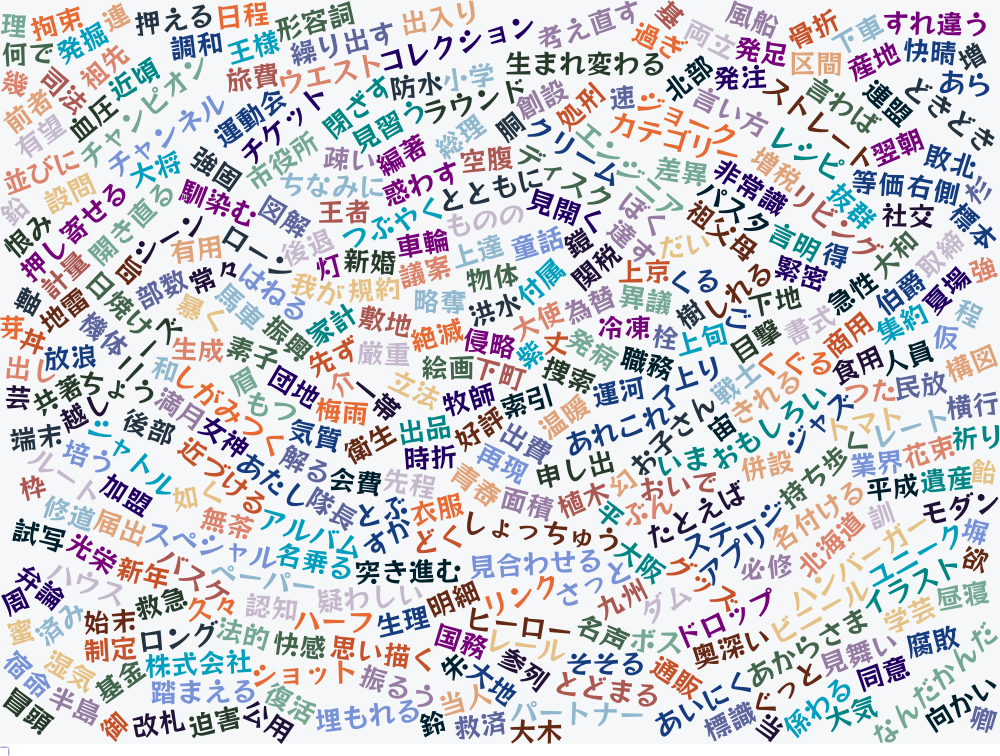 理
拘束
連
押える
日程
形容詞
出入り
考え直す
基
風船
骨折
下車
すれ違う
何で
発掘
調和
王様
繰り出す
コレクション
過ぎ
両立
発足
区間
産地
快晴
増
幾
司法
祖先
近頃
旅費
ウエスト
防水
小学
生まれ変わる
北部
発注
ストレート
言わば
連盟
あら
前者
血圧
チャンピオン
運動会
チケット
閉ざす
見習う
ラウンド
創設
処刑
速
ジョーク
言い方
どきどき
有望
チャンネル
市役所
疎い
編著
総理
胴
クリーム
エンジニア
カテゴリー
レシピ
翌朝
敗北
並びに
設問
大将
強固
ちなみに
惑わす
空腹
ディスク
差異
非常識
増税
リビング
抜群
等価
右側
だ
鉛
寄せる
馴染む
図解
王者
つぶやく
とともに
ものの
見開く
ぼく
パスタ
社交
標本
恨み
押し
開き直る
シーン
ローン
後退
車輪
上達
童話
鎧
達す
祖父母
言明
得
大和
取締
計量
即
有用
灯
新婚
議案
物体
付属
関税
だい
緊密
急性
伯爵
夏場
強
軸
地雷
日焼け
部数
常々
はねる
我が
規約
略奪
洪水
大使
為替
上京
異議
くる
しれる
下地
樹
芽
丼
機体
暴く
馬車
振興
家計
敷地
絶滅
侵略
紫
丈
発病
冷凍
栓
上旬
ご
目撃
書式
商用
集約
仮
程
出し
放浪
ズ
生成
素子
先ず
厳重
絵画
下町
捜索
職務
上り
戦士
くぐる
食用
人員
構図
芸
共著
ちょう
ニーズ
和
しがみつく
眉
もつ
団地
介
一帯
立法
牧師
索引
運河
了
される
つた
民放
端末
越し
後部
満月
女神
梅雨
気質
衛生
出品
好評
出費
温暖
あれこれ
お子さん
宙
おもしろい
ジャズ
トマト
レート
横行
ルート
培う
シャトル
近づける
あたし
解る
会費
時折
先程
再現
申し出
幻
いま
併設
持ち歩く
業界
花束
祈り
枠
加盟
如く
隊長
とぶ
衣服
青春
面積
植木
おいで
たとえば
ステージ
名付ける
平成
遺産
飴
修道
届出
無茶
アルバム
すか
どく
しょっちゅう
平
ぶん
アプリ
北海道
訓
モダン
試写
光栄
スペシャル
名乗る
突き進む
見合わせる
大阪
グッズ
必修
ハンバーガー
ユニーク
塀
弁論
ハウス
新年
バスケ
ペーパー
疑わしい
明細
リンク
さっと
九州
ダム
ドロップ
ビニール
イラスト
欲
周
済み
始末
救急
久々
認知
ハーフ
生理
ヒーロー
名声
ボス
奥深い
あからさま
学芸
昼寝
蜜
制定
ロング
法的
快感
思い描く
国務
レール
そそる
通販
見舞い
腐敗
宿命
湿気
基金
株式会社
ショット
振るう
朱
大地
参列
とどまる
あいにく
ぐっと
同意
なんだかんだ
冒頭
半島
御
改札
踏まえる
迫害
公用
復活
埋もれる
鈴
当人
救済
パートナー
大木
標識
当
係わる
大気
向かい
卿